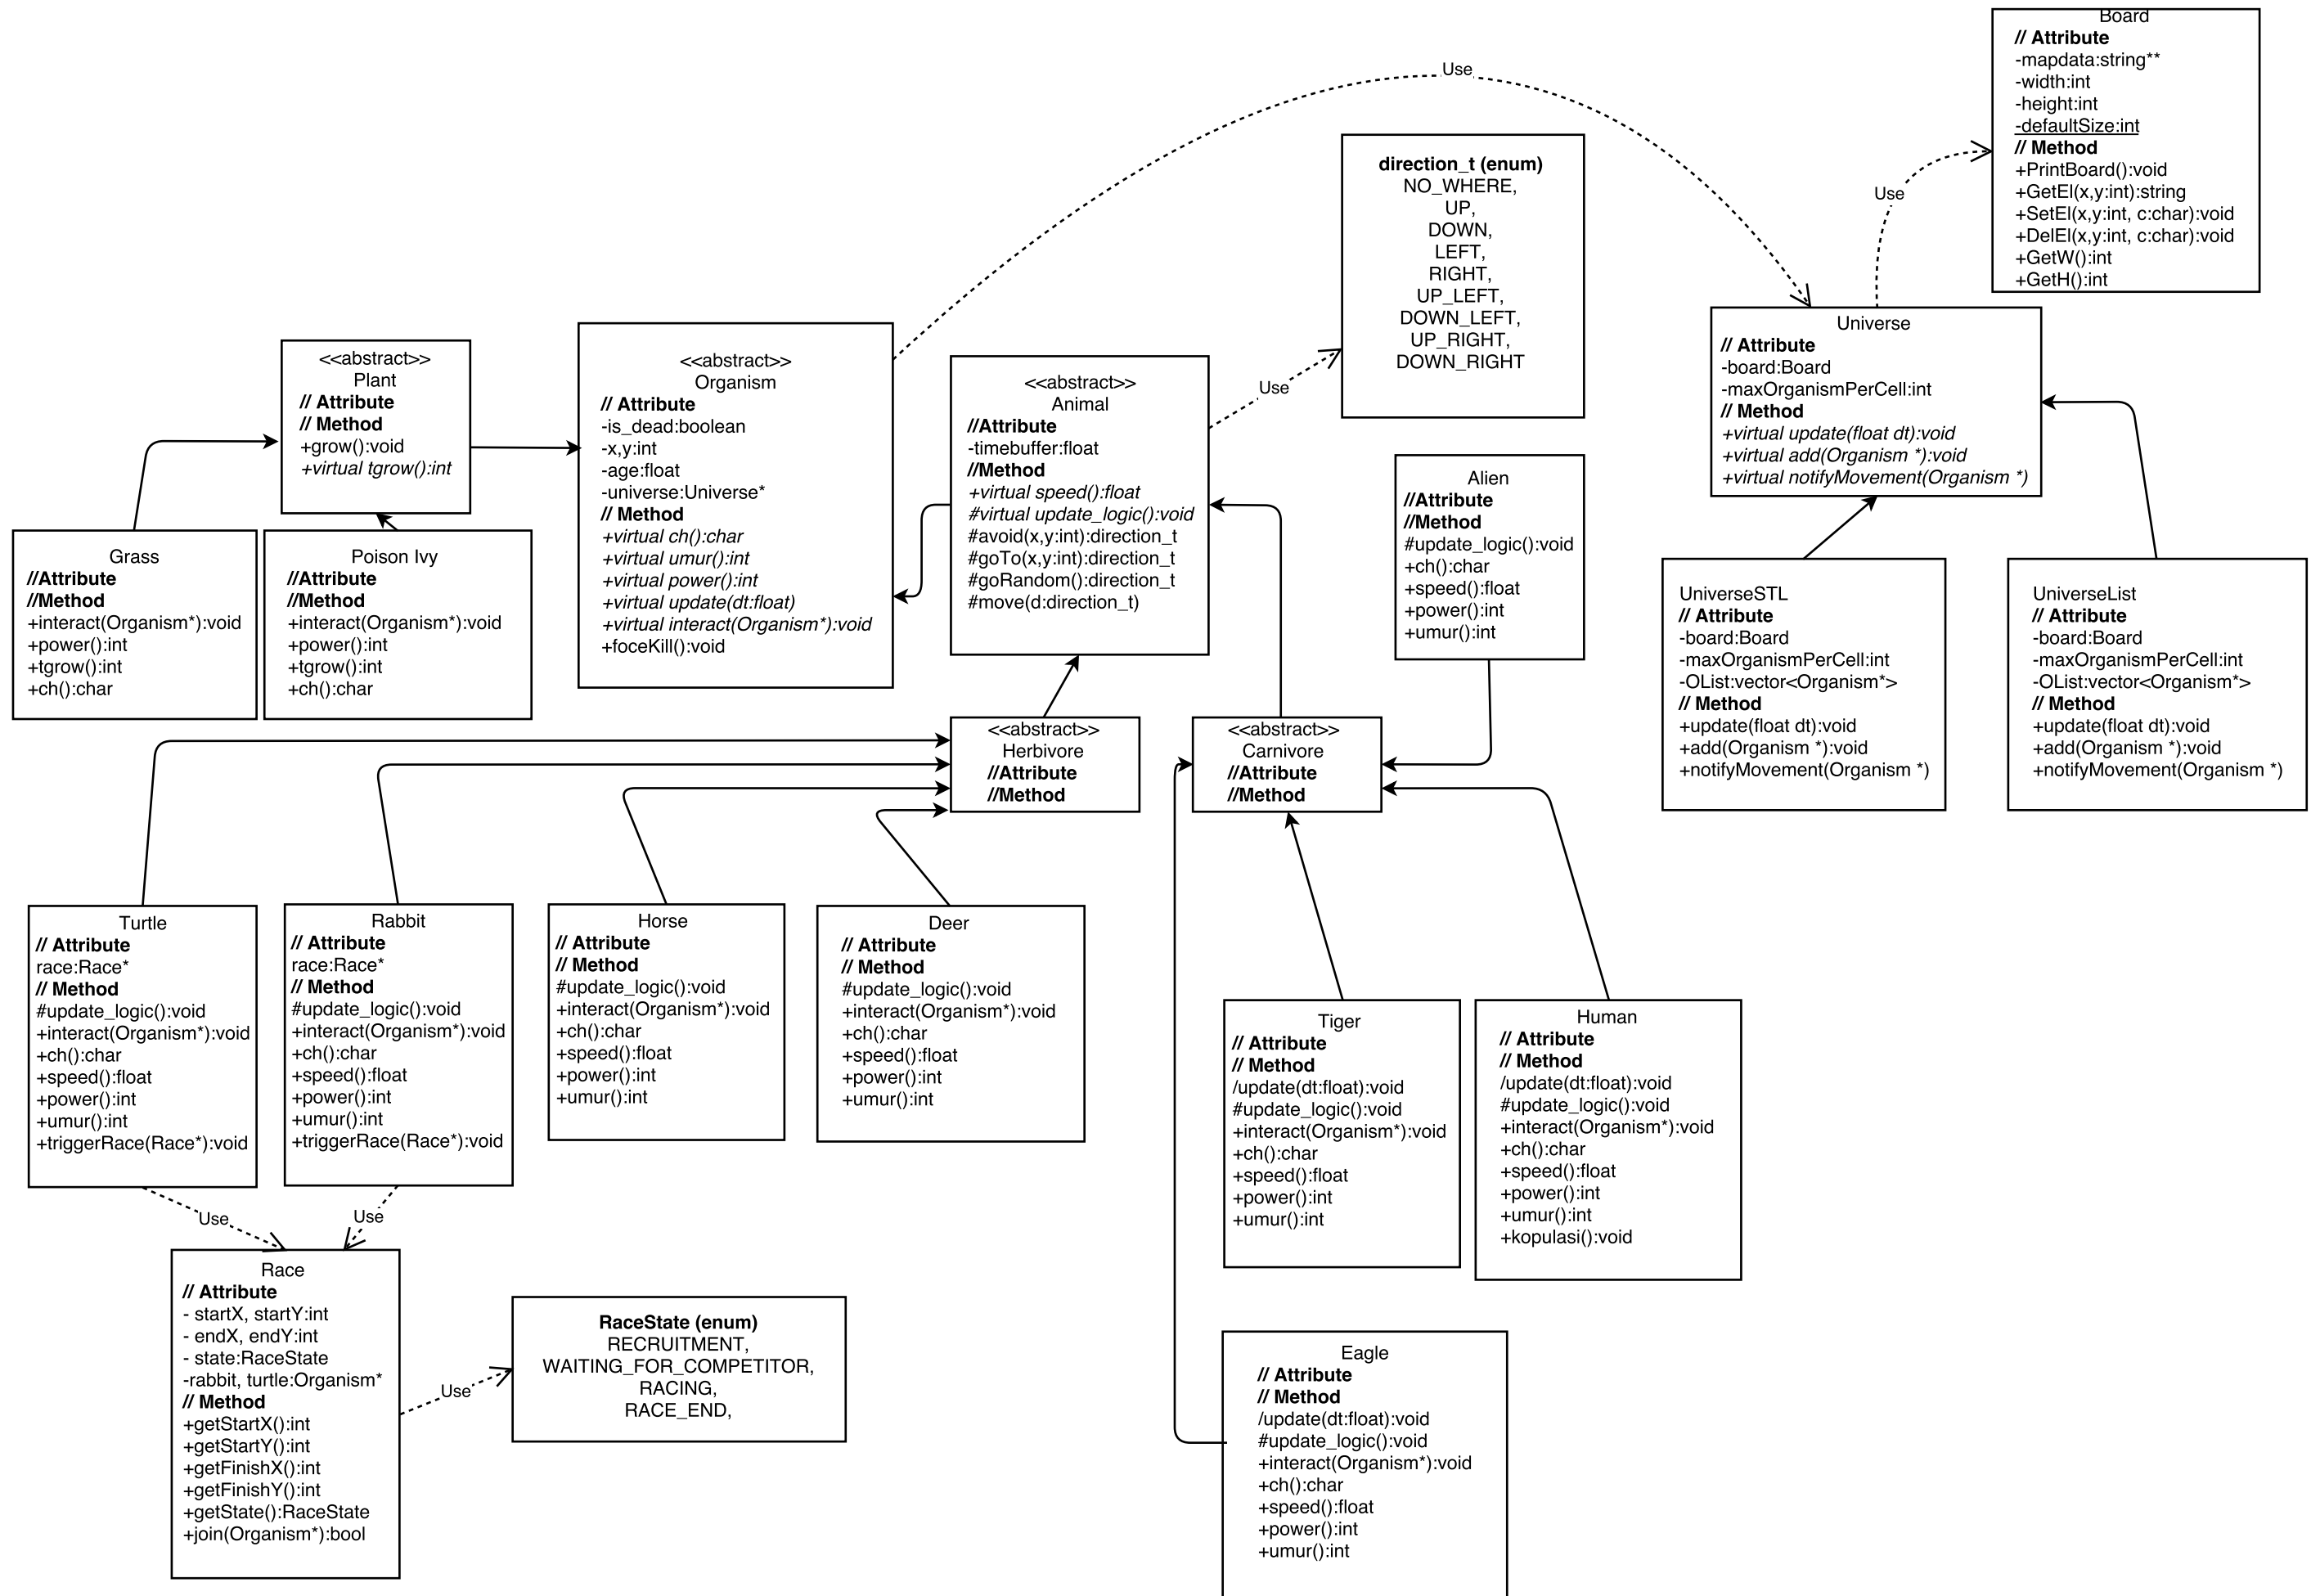 Board
// Attribute
-mapdata:string**
-width:int
-height:int
-defaultSize:int
// Method
+PrintBoard():void
+GetEl(x,y:int):string
+SetEl(x,y:int, c:char):void
+DelEl(x,y:int, c:char):void
+GetW():int
+GetH():int
Use
Use
direction_t (enum)
NO_WHERE,
UP,
DOWN,
LEFT,
RIGHT,
UP_LEFT,
DOWN_LEFT,
UP_RIGHT,
DOWN_RIGHT
Universe
// Attribute
-board:Board
-maxOrganismPerCell:int
// Method
+virtual update(float dt):void
+virtual add(Organism *):void
+virtual notifyMovement(Organism *)
<<abstract>>
Plant
// Attribute
// Method
+grow():void
+virtual tgrow():int
<<abstract>>
Organism
// Attribute
-is_dead:boolean
-x,y:int
-age:float
-universe:Universe*
// Method
+virtual ch():char
+virtual umur():int
+virtual power():int
+virtual update(dt:float)
+virtual interact(Organism*):void
+foceKill():void
<<abstract>>
Animal
//Attribute
-timebuffer:float
//Method
+virtual speed():float
#virtual update_logic():void
#avoid(x,y:int):direction_t
#goTo(x,y:int):direction_t
#goRandom():direction_t
#move(d:direction_t)
Use
Alien
//Attribute
//Method
#update_logic():void
+ch():char
+speed():float
+power():int
+umur():int
Grass
//Attribute
//Method
+interact(Organism*):void
+power():int
+tgrow():int
+ch():char
Poison Ivy
//Attribute
//Method
+interact(Organism*):void
+power():int
+tgrow():int
+ch():char
UniverseSTL
// Attribute
-board:Board
-maxOrganismPerCell:int
-OList:vector<Organism*>
// Method
+update(float dt):void
+add(Organism *):void
+notifyMovement(Organism *)
UniverseList
// Attribute
-board:Board
-maxOrganismPerCell:int
-OList:vector<Organism*>
// Method
+update(float dt):void
+add(Organism *):void
+notifyMovement(Organism *)
<<abstract>>
Herbivore
//Attribute
//Method
<<abstract>>
Carnivore
//Attribute
//Method
Turtle
// Attribute
race:Race*
// Method
#update_logic():void
+interact(Organism*):void
+ch():char
+speed():float
+power():int
+umur():int
+triggerRace(Race*):void
Rabbit
// Attribute
race:Race*
// Method
#update_logic():void
+interact(Organism*):void
+ch():char
+speed():float
+power():int
+umur():int
+triggerRace(Race*):void
Horse
// Attribute
// Method
#update_logic():void
+interact(Organism*):void
+ch():char
+speed():float
+power():int
+umur():int
Deer
// Attribute
// Method
#update_logic():void
+interact(Organism*):void
+ch():char
+speed():float
+power():int
+umur():int
Tiger
// Attribute
// Method
/update(dt:float):void
#update_logic():void
+interact(Organism*):void
+ch():char
+speed():float
+power():int
+umur():int
Human
// Attribute
// Method
/update(dt:float):void
#update_logic():void
+interact(Organism*):void
+ch():char
+speed():float
+power():int
+umur():int
+kopulasi():void
Use
Use
Race
// Attribute
- startX, startY:int
- endX, endY:int
- state:RaceState
-rabbit, turtle:Organism*
// Method
+getStartX():int
+getStartY():int
+getFinishX():int
+getFinishY():int
+getState():RaceState
+join(Organism*):bool
Use
RaceState (enum)
RECRUITMENT,
WAITING_FOR_COMPETITOR,
RACING,
RACE_END,
Eagle
// Attribute
// Method
/update(dt:float):void
#update_logic():void
+interact(Organism*):void
+ch():char
+speed():float
+power():int
+umur():int